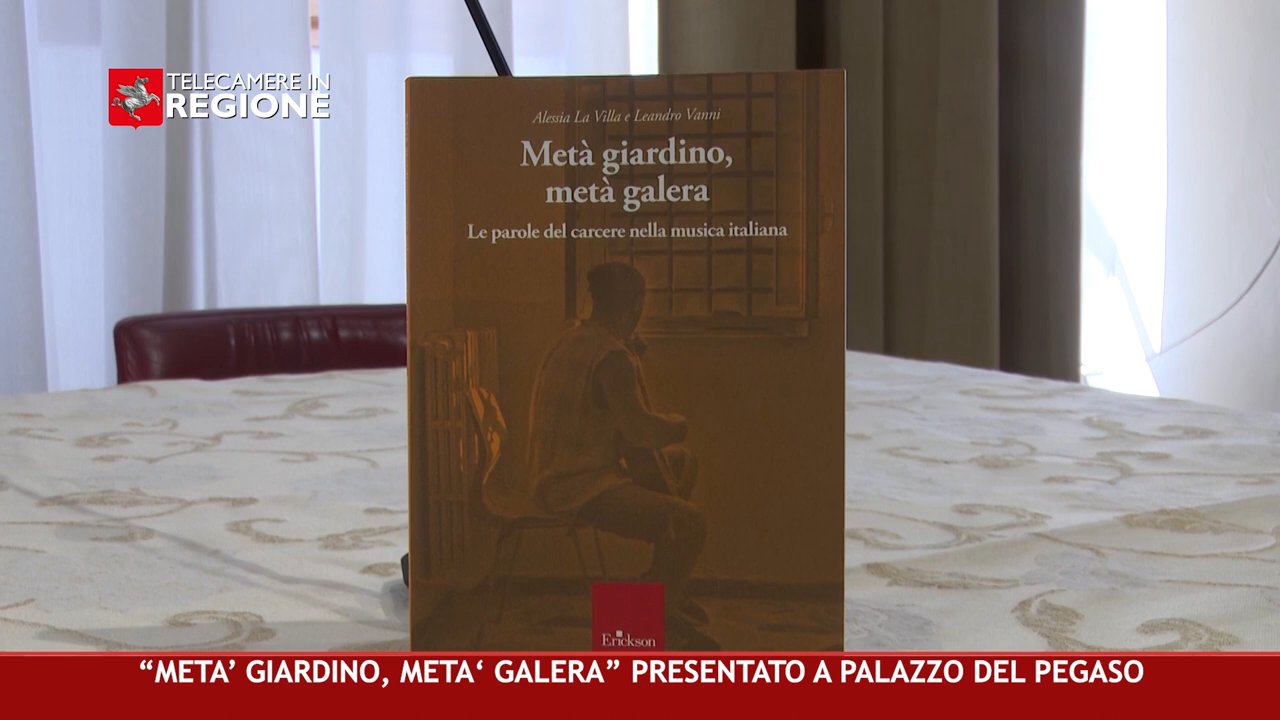 TELECAMERE IN
REGIONE
Alessia La Villa e Leandro Vanni
Metà giardino,
metà galera
Le parole del carcere nella musica italiana
Erickson
“META’ GIARDINO, META‘ GALERA” PRESENTATO A PALAZZO DEL PEGASO